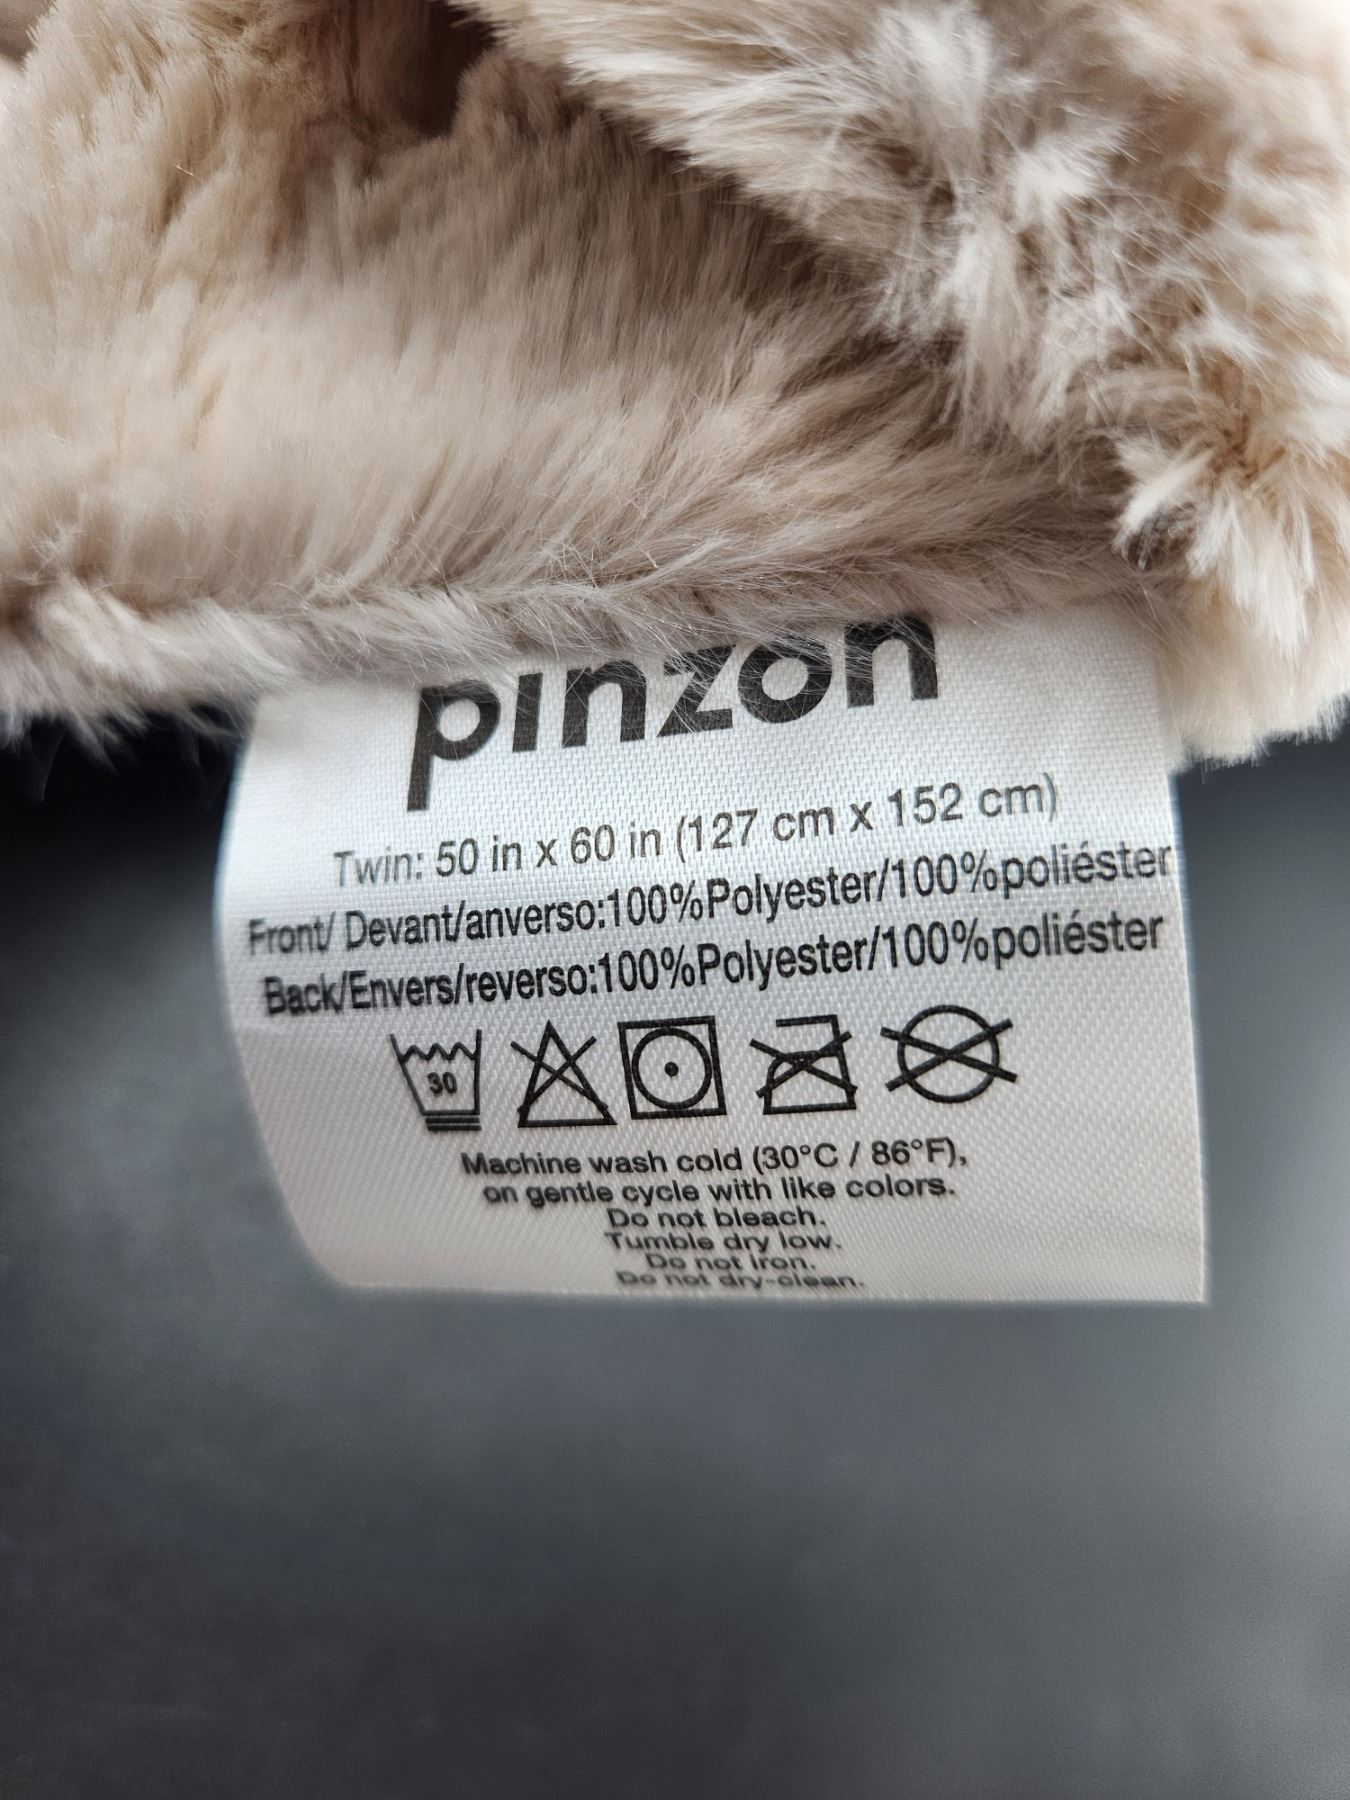 pinzon
Twin: 50 in x 60 in (127 cm x 152 cm)
Front/ Devant/anverso:100%Polyester/100%poliéster
Back/Envers/reverso:100%Polyester/100%poliéster
30
Machine wash cold (30°C / 86°F),
on gentle cycle with like colors.
Do not bleach.
Tumble dry low.
Do not iron.
Do not dry-clean.